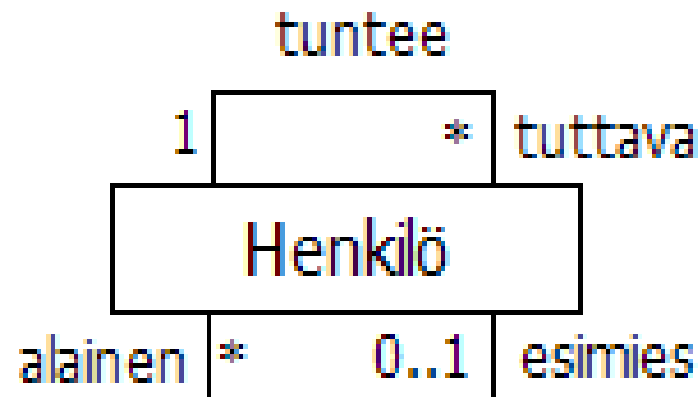 tuntee
1 * tuttava
Henkilö
alainen * 0..1 esimies